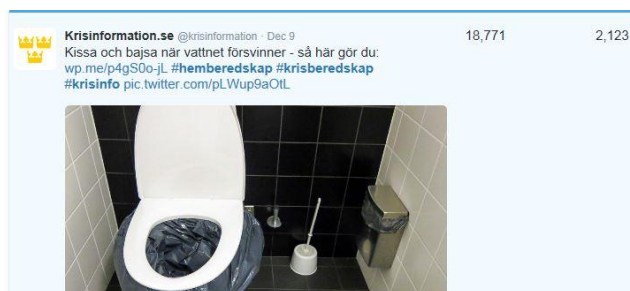 Krisinformation.se @krisinformation · Dec 9 18,771 2,123
Kissa och bajsa när vattnet försvinner - så här gör du:
wp.me/p4gS0o-jL #hemberedskap #krisberedskap
#krisinfo pic.twitter.com/pLWup9aOtL